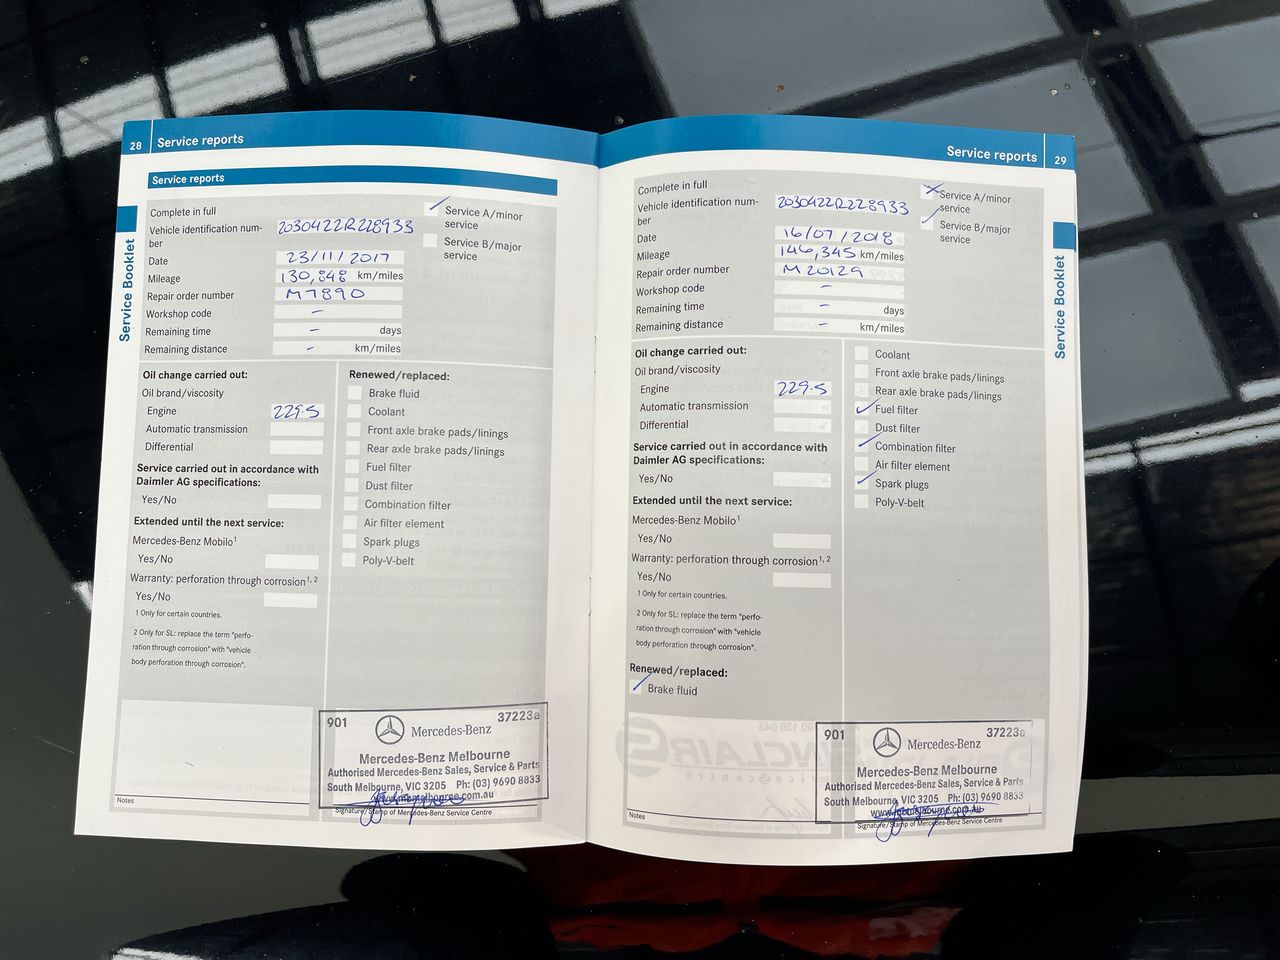 28 Service reports
Service reports
Complete in full
Service A/minor
service
Vehicle identification num-
ber
2030422R228933
Service B/major
service
Date 23/11/2017
Mileage 130,848 km/miles
Repair order number M7890
Workshop code -
Remaining time - days
Remaining distance - km/miles
Service Booklet
Oil change carried out:
Oil brand/viscosity
Engine 229.5
Automatic transmission
Differential
Service carried out in accordance with
Daimler AG specifications:
Yes/No
Extended until the next service:
Mercedes-Benz Mobilo1
Yes/No
Warranty: perforation through corrosion1, 2
Yes/No
1 Only for certain countries.
2 Only for SL: replace the term "perfo-
ration through corrosion" with "vehicle
body perforation through corrosion".
Renewed/replaced:
Brake fluid
Coolant
Front axle brake pads/linings
Rear axle brake pads/linings
Fuel filter
Dust filter
Combination filter
Air filter element
Spark plugs
Poly-V-belt
Notes
901 37223a
Mercedes-Benz
Mercedes-Benz Melbourne
Authorised Mercedes-Benz Sales, Service & Parts
South Melbourne, VIC 3205 Ph: (03) 9690 8833
Signature/Stamp of Mercedes-Benz Service Centre
Service reports 29
Complete in full
Service A/minor
service
Vehicle identification num-
ber
2030422R228933
Service B/major
service
Date 16/07/2018
Mileage 146,345 km/miles
Repair order number M20129
Workshop code -
Remaining time - days
Remaining distance - km/miles
Service Booklet
Oil change carried out:
Oil brand/viscosity
Engine 229.5
Automatic transmission
Differential
Service carried out in accordance with
Daimler AG specifications:
Yes/No
Extended until the next service:
Mercedes-Benz Mobilo1
Yes/No
Warranty: perforation through corrosion1, 2
Yes/No
1 Only for certain countries.
2 Only for SL: replace the term "perfo-
ration through corrosion" with "vehicle
body perforation through corrosion".
Renewed/replaced:
Brake fluid
Coolant
Front axle brake pads/linings
Rear axle brake pads/linings
Fuel filter
Dust filter
Combination filter
Air filter element
Spark plugs
Poly-V-belt
Notes
901 37223a
Mercedes-Benz
Mercedes-Benz Melbourne
Authorised Mercedes-Benz Sales, Service & Parts
South Melbourne, VIC 3205 Ph: (03) 9690 8833
Signature/Stamp of Mercedes-Benz Service Centre